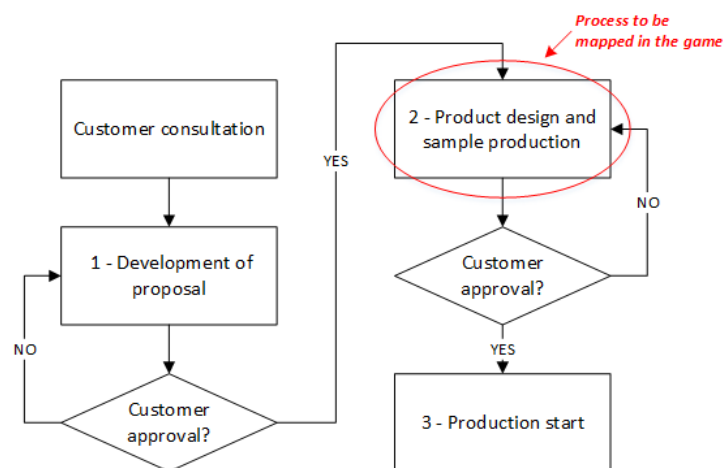 Process to be
mapped in the game
Customer consultation
1 - Development of
proposal
NO
Customer
approval?
YES
2 - Product design and
sample production
NO
Customer
approval?
YES
3 - Production start